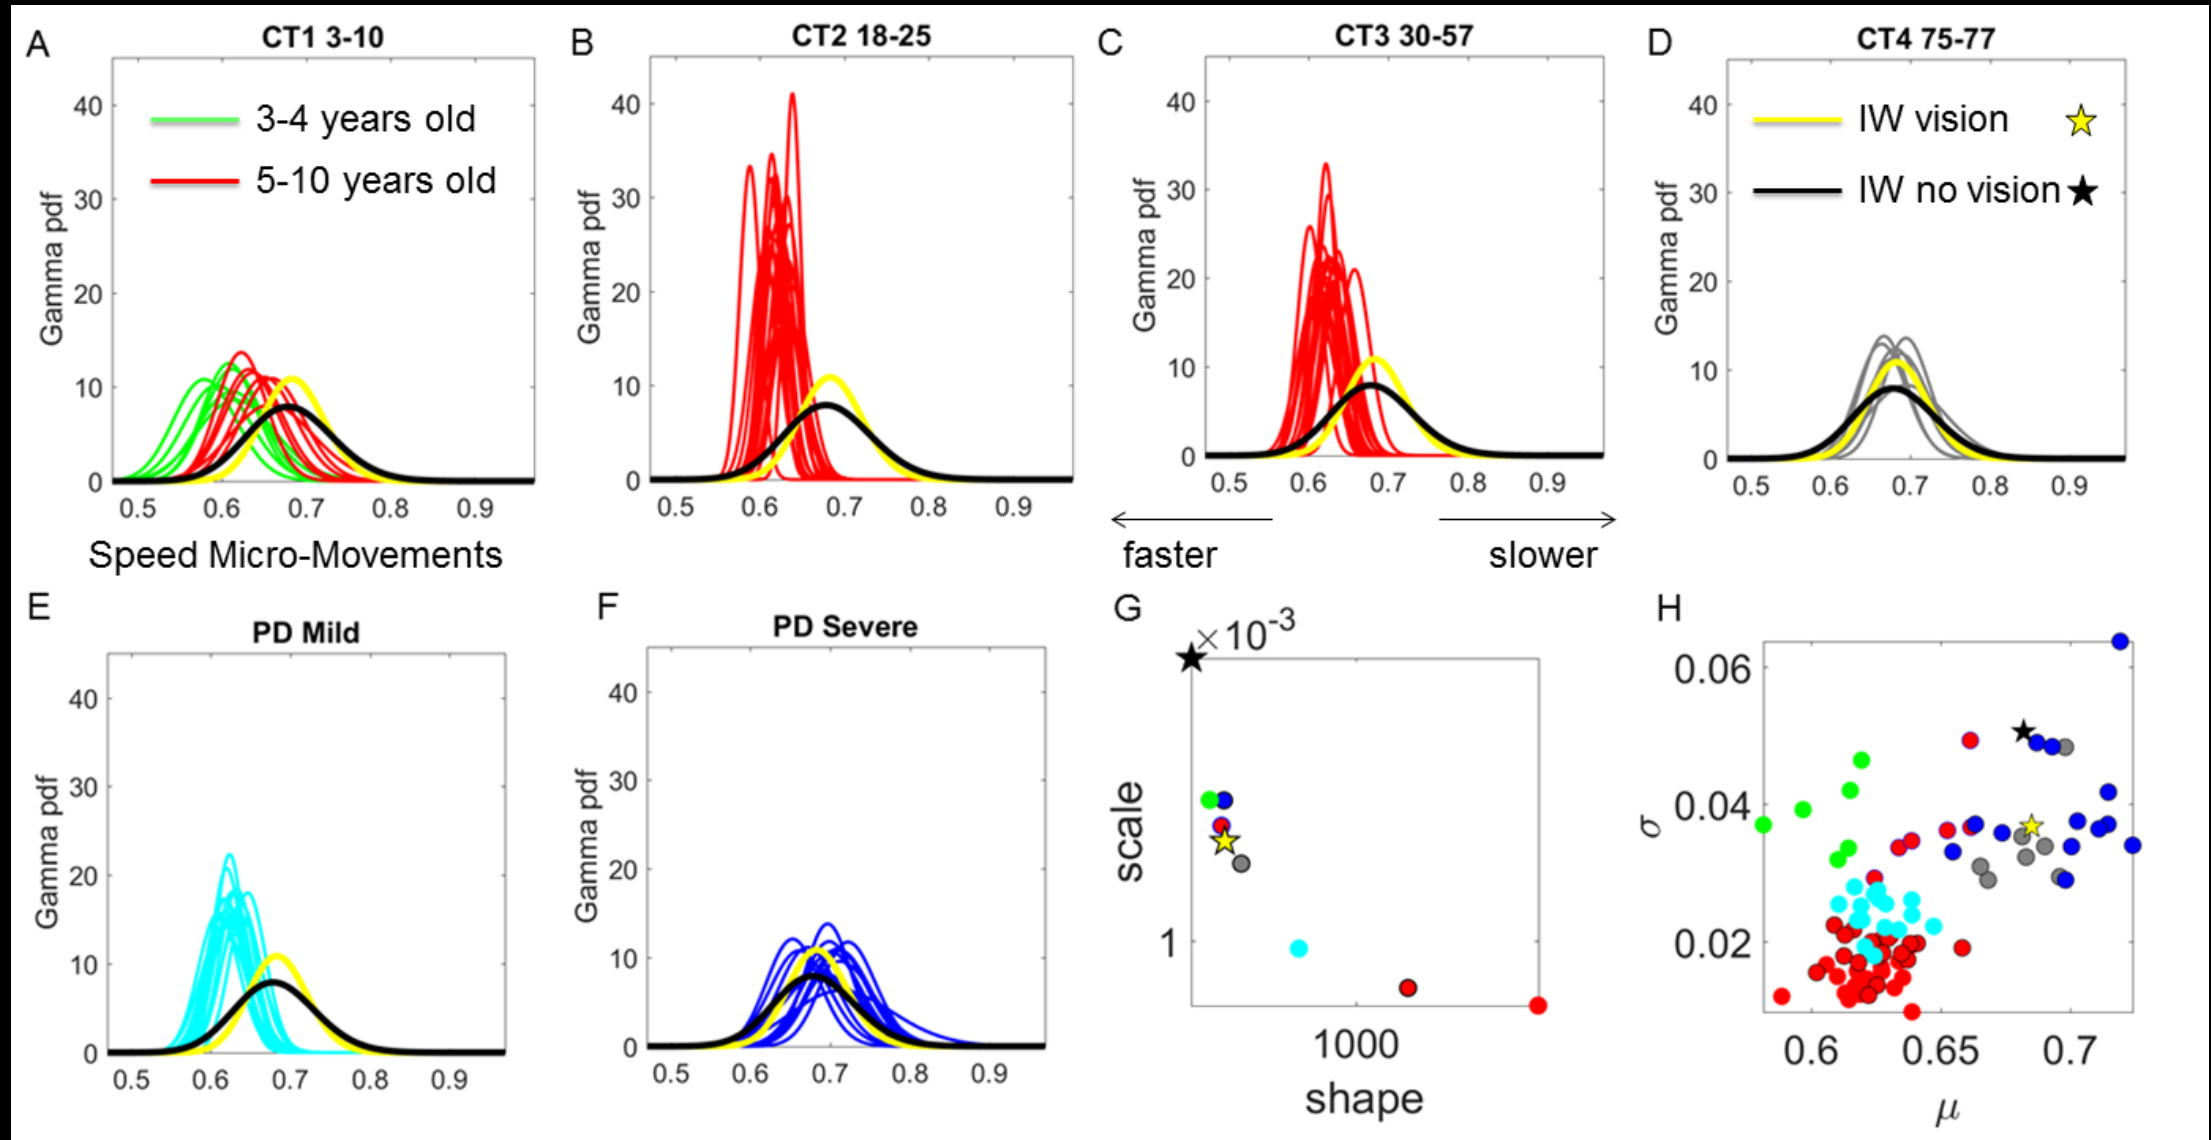 A
CT1 3-10
3-4 years old
5-10 years old
Gamma pdf
40
30
20
10
0
0.5 0.6 0.7 0.8 0.9
Speed Micro-Movements
B
CT2 18-25
Gamma pdf
40
30
20
10
0
0.5 0.6 0.7 0.8 0.9
C
CT3 30-57
Gamma pdf
40
30
20
10
0
0.5 0.6 0.7 0.8 0.9
faster slower
D
CT4 75-77
IW vision
IW no vision
Gamma pdf
40
30
20
10
0
0.5 0.6 0.7 0.8 0.9
E
PD Mild
Gamma pdf
40
30
20
10
0
0.5 0.6 0.7 0.8 0.9
F
PD Severe
Gamma pdf
40
30
20
10
0
0.5 0.6 0.7 0.8 0.9
G
×10⁻³
scale
1
1000
shape
H
0.06
0.04
0.02
σ
0.6 0.65 0.7
μ